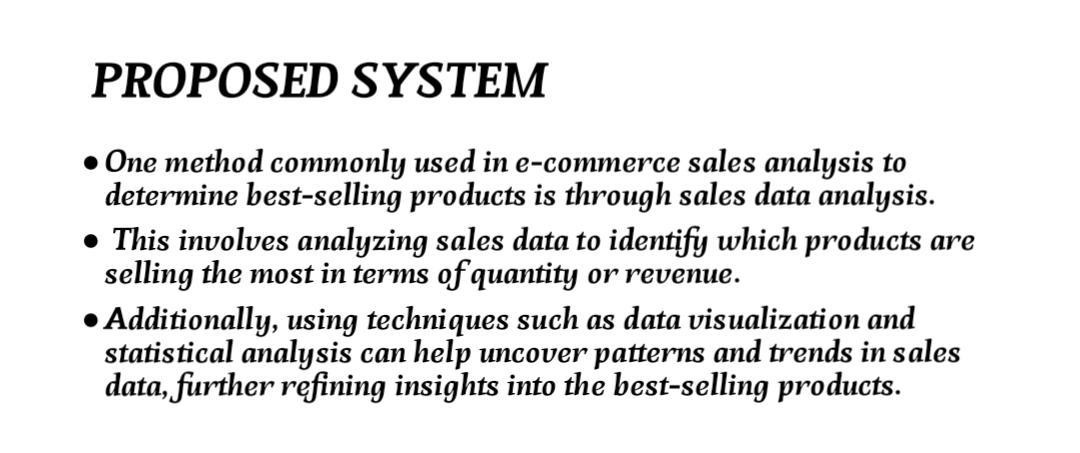 PROPOSED SYSTEM
● One method commonly used in e-commerce sales analysis to
determine best-selling products is through sales data analysis.
● This involves analyzing sales data to identify which products are
selling the most in terms of quantity or revenue.
● Additionally, using techniques such as data visualization and
statistical analysis can help uncover patterns and trends in sales
data, further refining insights into the best-selling products.